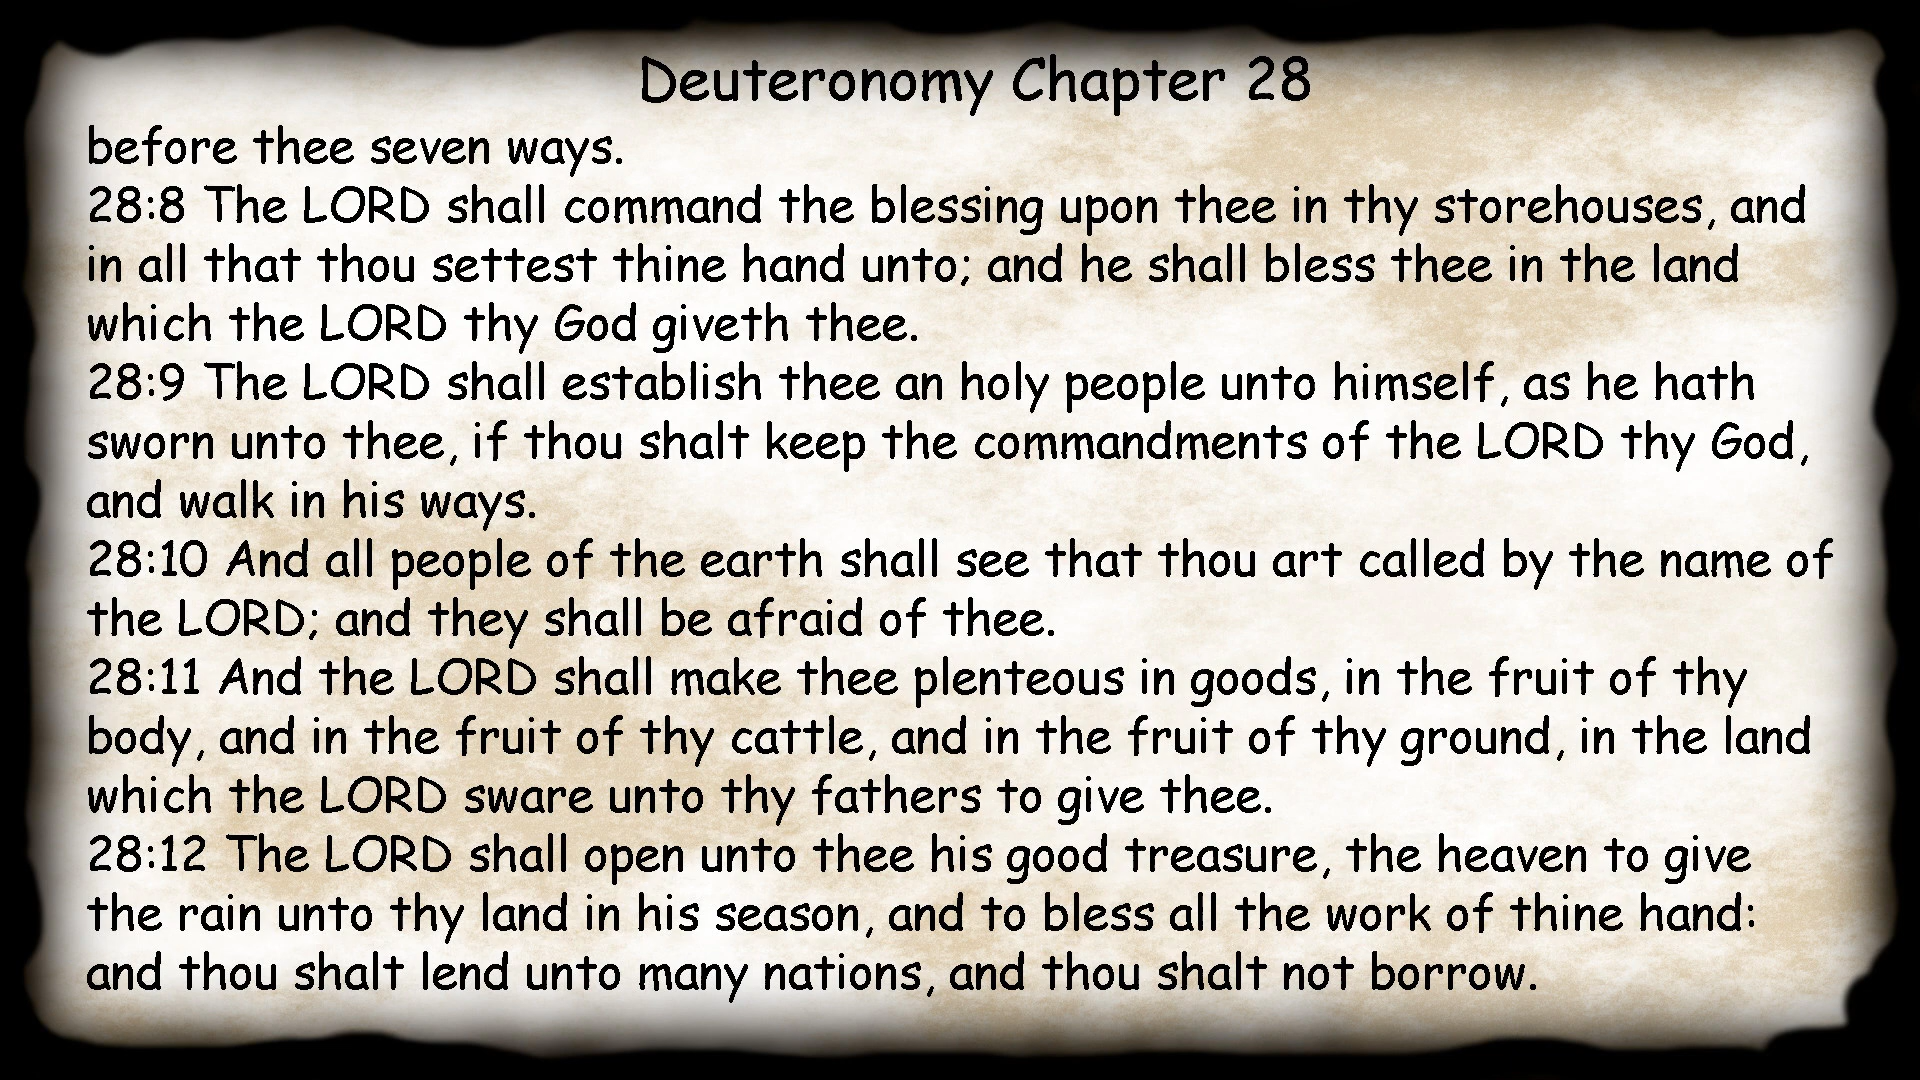 Deuteronomy Chapter 28
before thee seven ways.
28:8 The LORD shall command the blessing upon thee in thy storehouses, and
in all that thou settest thine hand unto; and he shall bless thee in the land
which the LORD thy God giveth thee.
28:9 The LORD shall establish thee an holy people unto himself, as he hath
sworn unto thee, if thou shalt keep the commandments of the LORD thy God,
and walk in his ways.
28:10 And all people of the earth shall see that thou art called by the name of
the LORD; and they shall be afraid of thee.
28:11 And the LORD shall make thee plenteous in goods, in the fruit of thy
body, and in the fruit of thy cattle, and in the fruit of thy ground, in the land
which the LORD sware unto thy fathers to give thee.
28:12 The LORD shall open unto thee his good treasure, the heaven to give
the rain unto thy land in his season, and to bless all the work of thine hand:
and thou shalt lend unto many nations, and thou shalt not borrow.